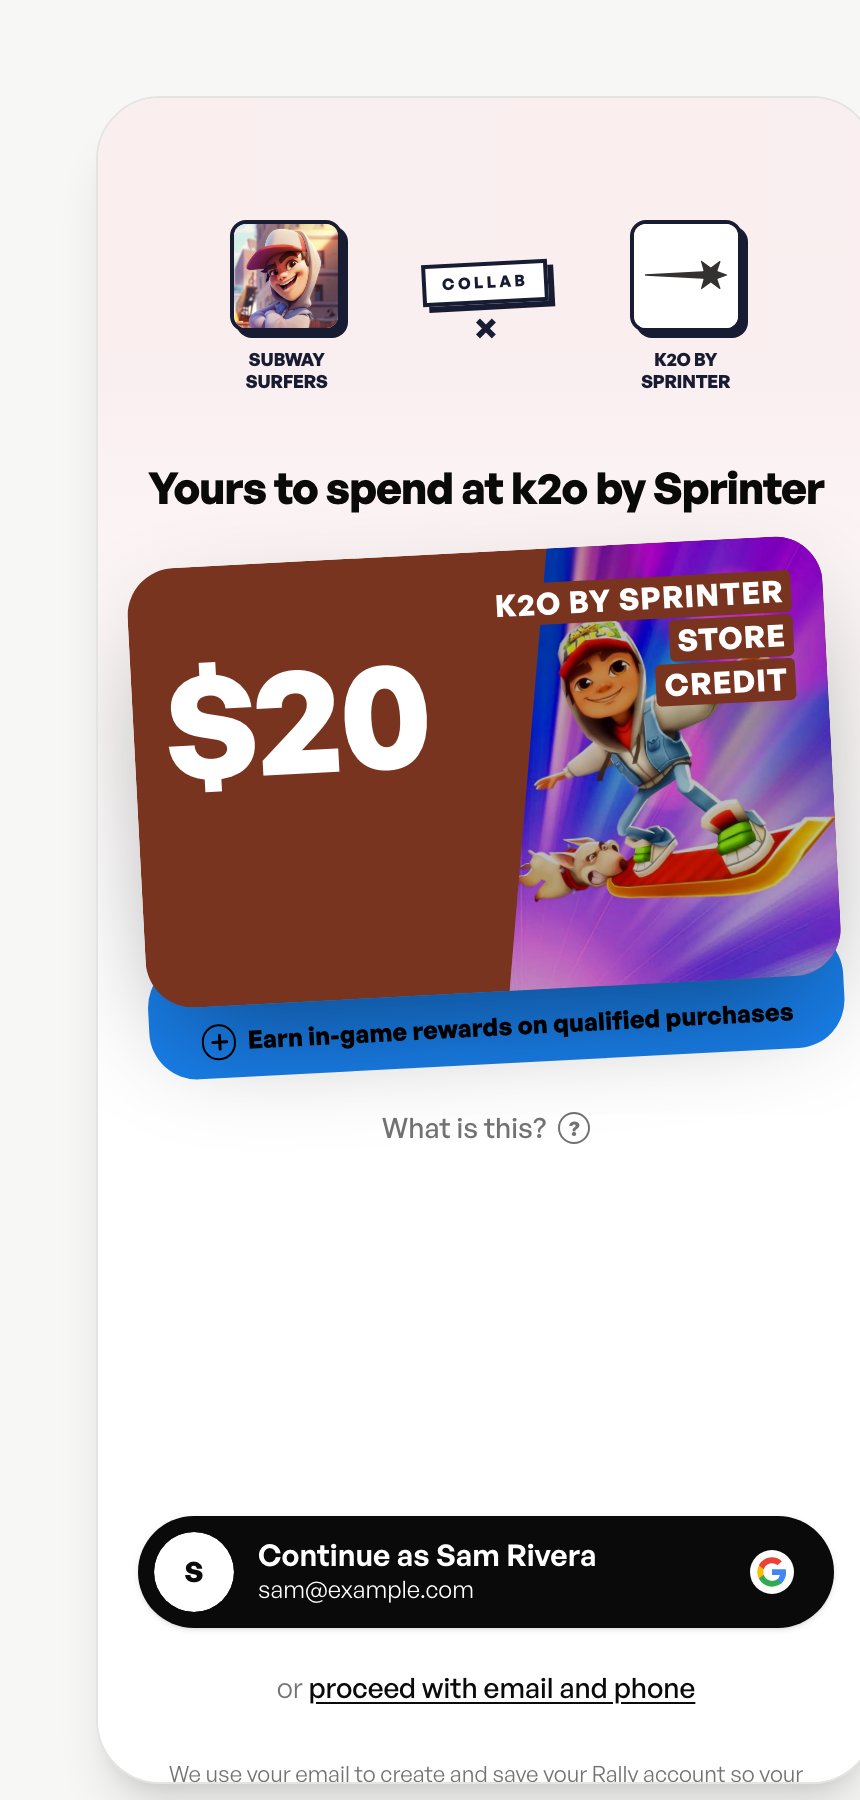 COLLAB
SUBWAY
SURFERS
K2O BY
SPRINTER
Yours to spend at k2o by Sprinter
$20
K2O BY SPRINTER
STORE
CREDIT
Earn in-game rewards on qualified purchases
What is this? ?
S
Continue as Sam Rivera
sam@example.com
G
or proceed with email and phone
We use your email to create and save your Rally account so your